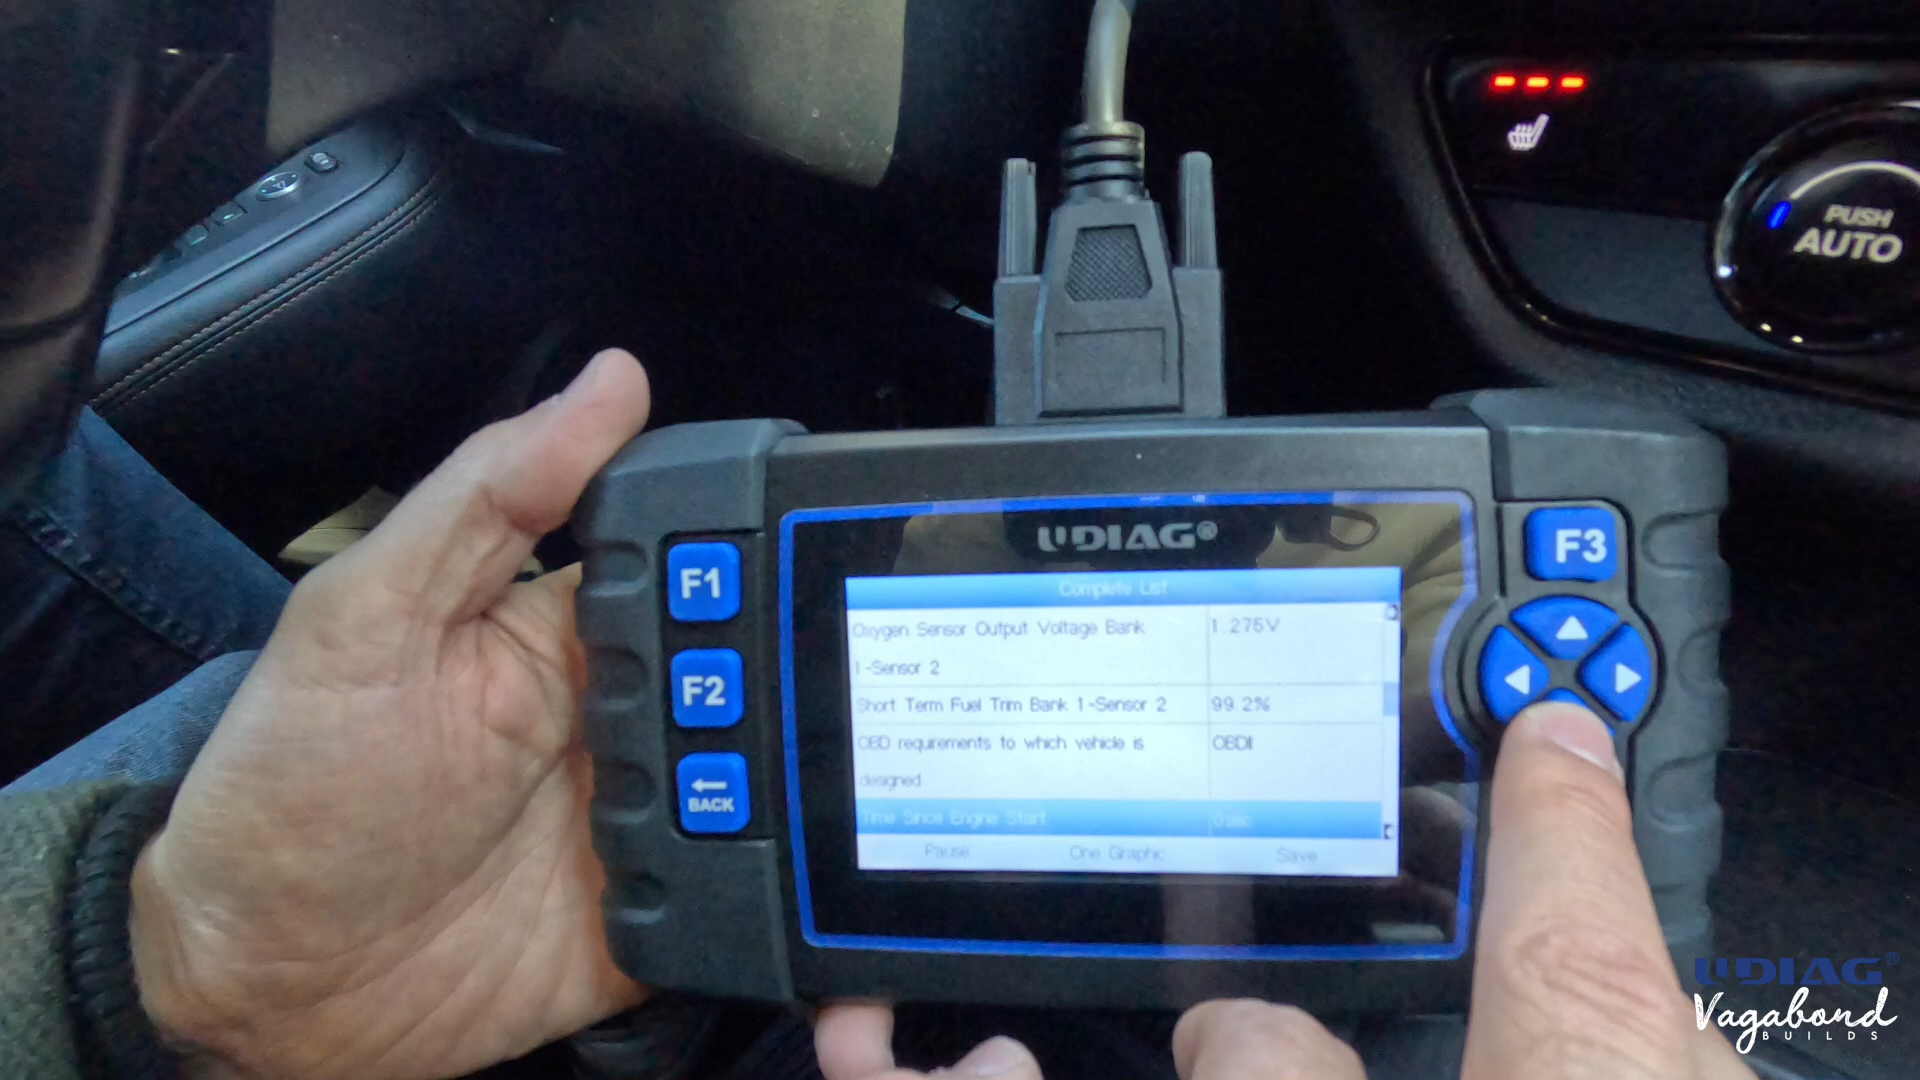 PUSH
AUTO
UDIAG®
F1
F2
BACK
F3
Complete List
Oxygen Sensor Output Voltage Bank 1.275V
1-Sensor 2
Short Term Fuel Trim Bank 1-Sensor 2 99.2%
OBD requirements to which vehicle is OBDII
designed
Time Since Engine Start 0sec
Pause One Graphic Save
UDIAG®
Vagabond
BUILDS